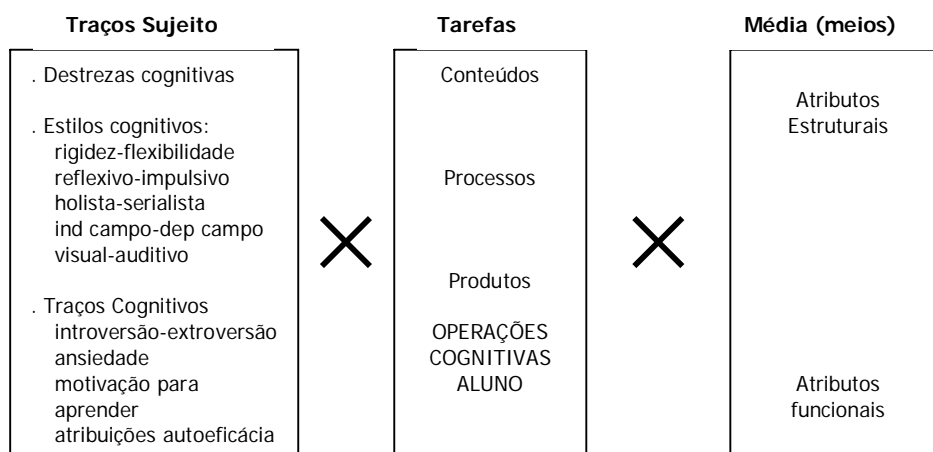 Traços Sujeito
. Destrezas cognitivas
. Estilos cognitivos:
rigidez-flexibilidade
reflexivo-impulsivo
holista-serialista
ind campo-dep campo
visual-auditivo
. Traços Cognitivos
introversão-extroversão
ansiedade
motivação para
aprender
atribuições autoeficácia
Tarefas
Conteúdos
Processos
Produtos
OPERAÇÕES
COGNITIVAS
ALUNO
Média (meios)
Atributos
Estruturais
Atributos
funcionais